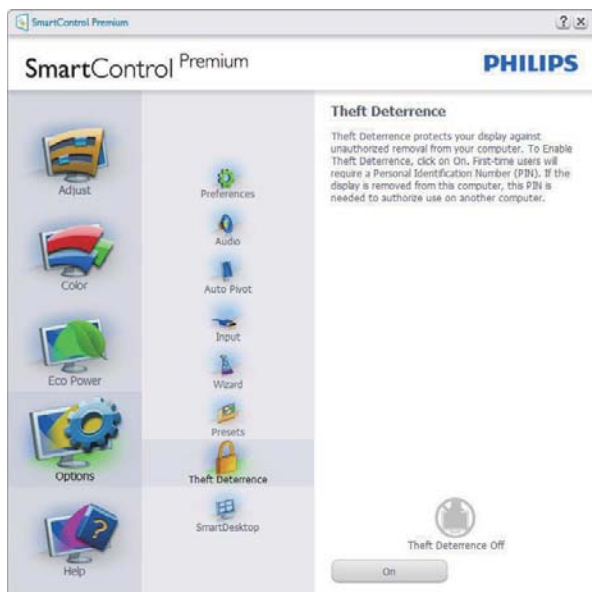 SmartControl Premium
SmartControl Premium
PHILIPS
Adjust
Color
Eco Power
Options
Help
Preferences
Audio
Auto Pivot
Input
Wizard
Presets
Theft Deterrence
SmartDesktop
Theft Deterrence
Theft Deterrence protects your display against
unauthorized removal from your computer. To Enable
Theft Deterrence, click on On. First-time users will
require a Personal Identification Number (PIN). If the
display is removed from this computer, this PIN is
needed to authorize use on another computer.
Theft Deterrence Off
On